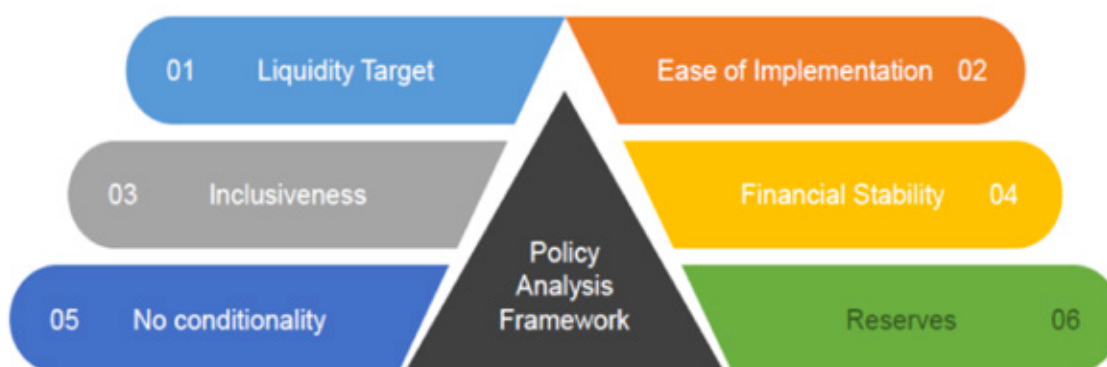 01 Liquidity Target
Ease of Implementation 02
03 Inclusiveness
Financial Stability 04
Policy
Analysis
Framework
05 No conditionality
Reserves 06